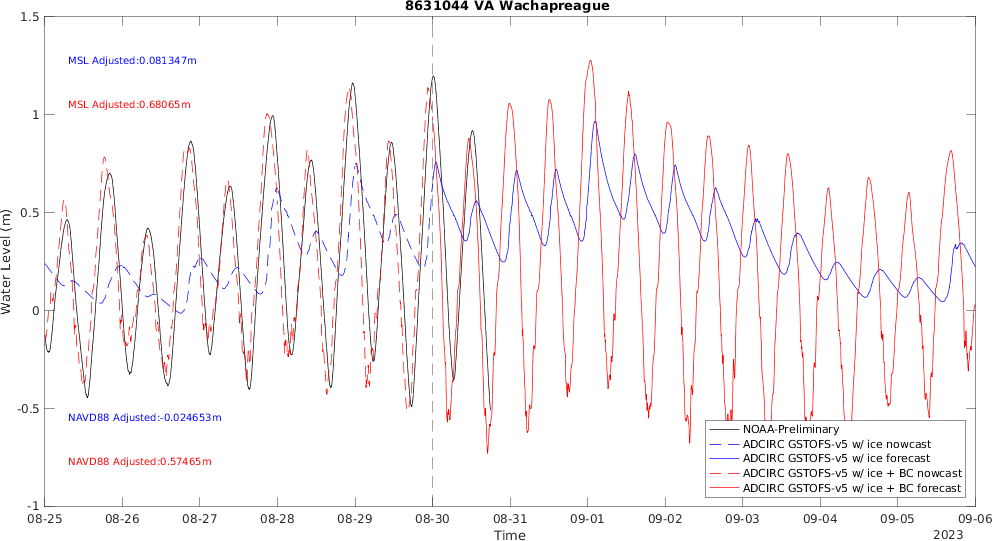 8631044 VA Wachapreague
1.5
1
0.5
0
-0.5
-1
Water Level (m)
MSL Adjusted:0.081347m
MSL Adjusted:0.68065m
NAVD88 Adjusted:-0.024653m
NAVD88 Adjusted:0.57465m
NOAA-Preliminary
ADCIRC GSTOFS-v5 w/ ice nowcast
ADCIRC GSTOFS-v5 w/ ice forecast
ADCIRC GSTOFS-v5 w/ ice + BC nowcast
ADCIRC GSTOFS-v5 w/ ice + BC forecast
08-25 08-26 08-27 08-28 08-29 08-30 08-31 09-01 09-02 09-03 09-04 09-05 09-06
Time
2023